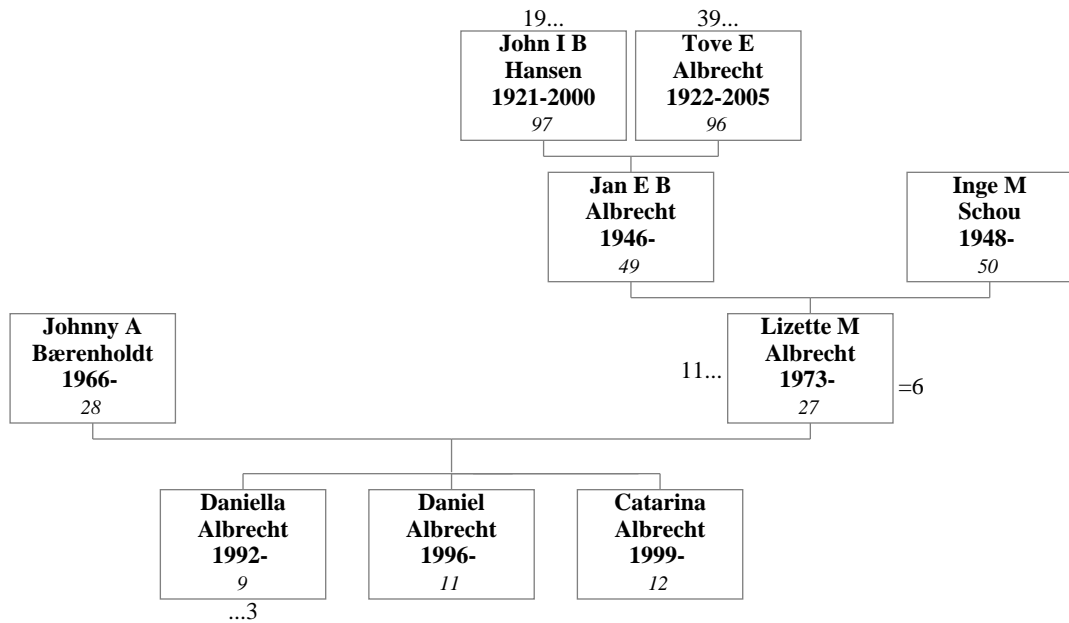 19...
39...
John I B
Hansen
1921-2000
97
Tove E
Albrecht
1922-2005
96
Jan E B
Albrecht
1946-
49
Inge M
Schou
1948-
50
Johnny A
Bærenholdt
1966-
28
11...
Lizette M
Albrecht
1973-
27
=6
Daniella
Albrecht
1992-
9
Daniel
Albrecht
1996-
11
Catarina
Albrecht
1999-
12
...3